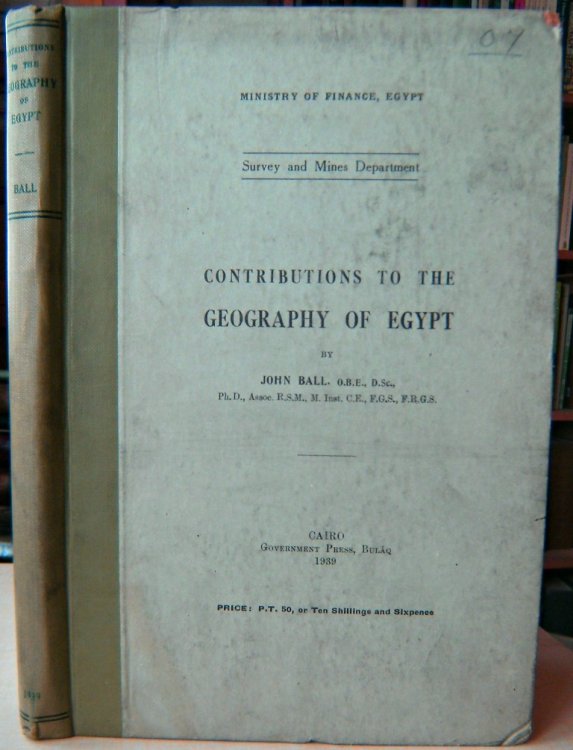 CONTRIBUTIONS
TO THE
GEOGRAPHY
OF
EGYPT
BALL
1939
07
MINISTRY OF FINANCE, EGYPT
Survey and Mines Department
CONTRIBUTIONS TO THE
GEOGRAPHY OF EGYPT
BY
JOHN BALL, O.B.E., D.Sc.,
Ph.D., Assoc. R.S.M., M. Inst. C.E., F.G.S., F.R.G.S.
CAIRO
Government Press, Bulâq
1939
PRICE: P.T. 50, or Ten Shillings and Sixpence